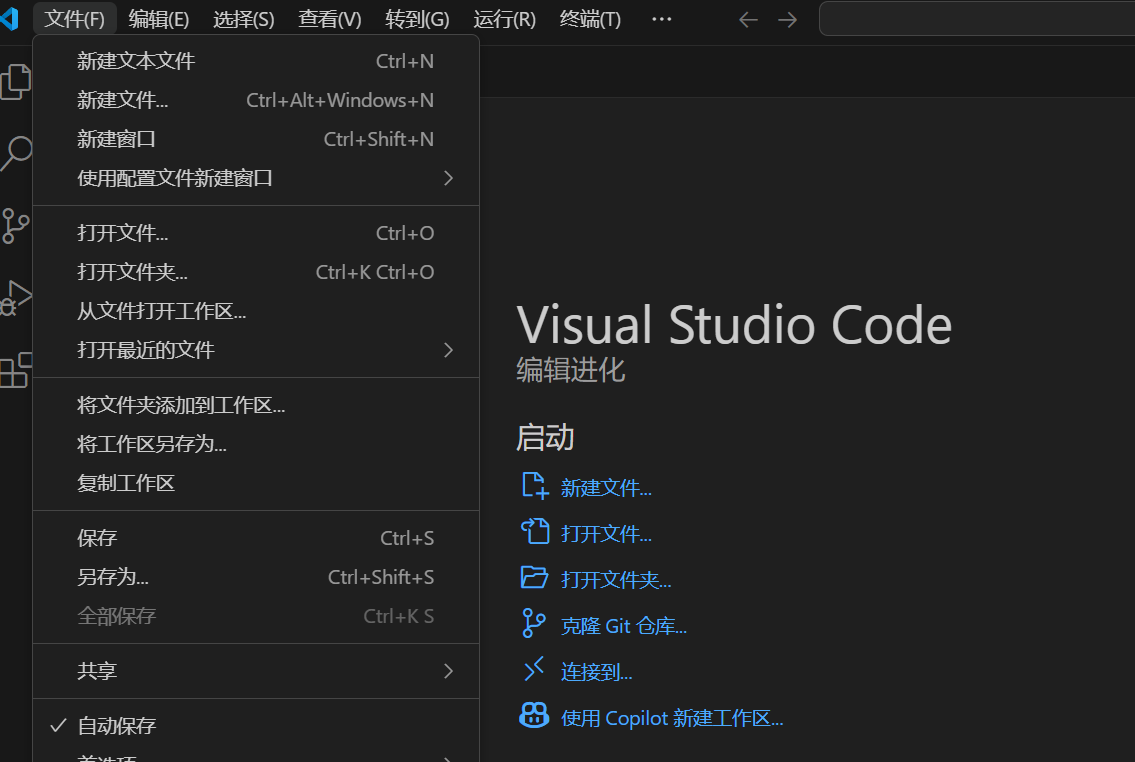 文件(F) 编辑(E) 选择(S) 查看(V) 转到(G) 运行(R) 终端(T) ···
新建文本文件 Ctrl+N
新建文件... Ctrl+Alt+Windows+N
新建窗口 Ctrl+Shift+N
使用配置文件新建窗口
打开文件... Ctrl+O
打开文件夹... Ctrl+K Ctrl+O
从文件打开工作区...
打开最近的文件
将文件夹添加到工作区...
将工作区另存为...
复制工作区
保存 Ctrl+S
另存为... Ctrl+Shift+S
全部保存 Ctrl+K S
共享
自动保存
首选项
Visual Studio Code
编辑进化
启动
新建文件...
打开文件...
打开文件夹...
克隆 Git 仓库...
连接到...
使用 Copilot 新建工作区...